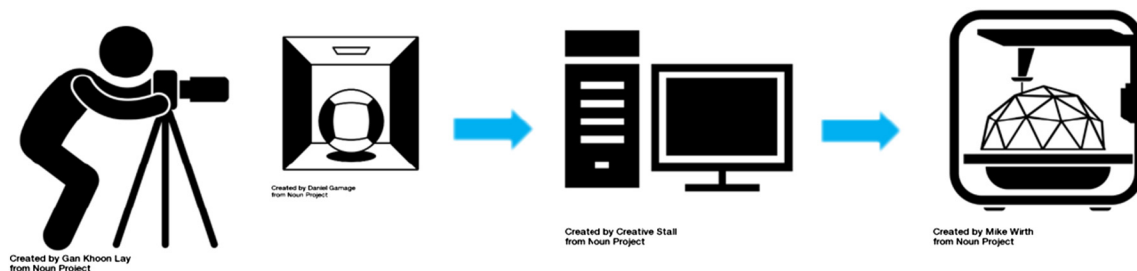 Created by Gan Khoon Lay
from Noun Project
Created by Daniel Gamage
from Noun Project
Created by Creative Stall
from Noun Project
Created by Mike Wirth
from Noun Project